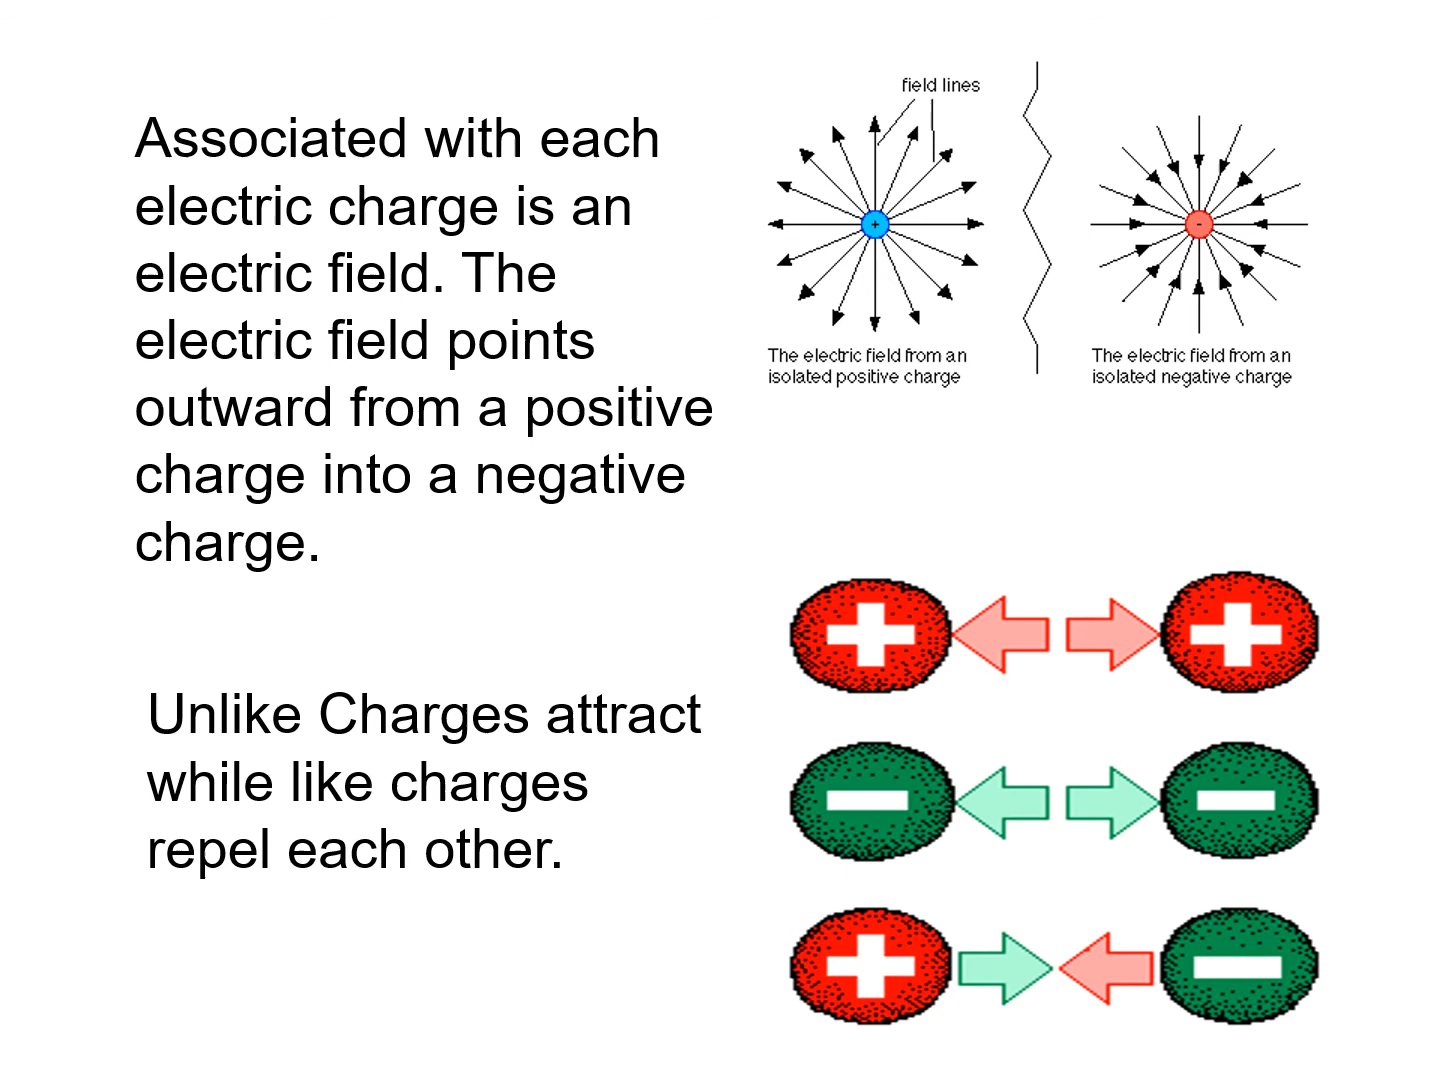 Associated with each
electric charge is an
electric field. The
electric field points
outward from a positive
charge into a negative
charge.
Unlike Charges attract
while like charges
repel each other.
field lines
+
-
The electric field from an
isolated positive charge
The electric field from an
isolated negative charge
+ +
- -
+ -